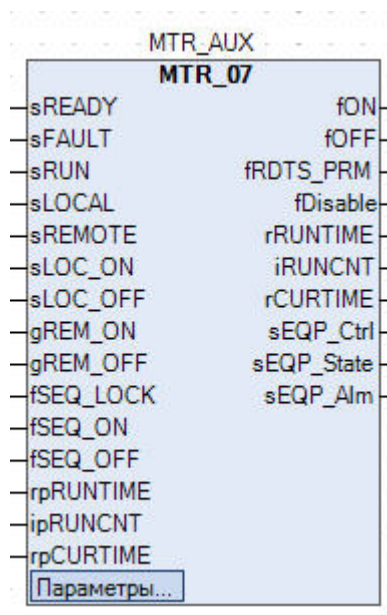 MTR_AUX
MTR_07
sREADY fON
sFAULT fOFF
sRUN fRDTS_PRM
sLOCAL fDisable
sREMOTE rRUNTIME
sLOC_ON iRUNCNT
sLOC_OFF rCURTIME
gREM_ON sEQP_Ctrl
gREM_OFF sEQP_State
fSEQ_LOCK sEQP_Alm
fSEQ_ON
fSEQ_OFF
rpRUNTIME
ipRUNCNT
rpCURTIME
Параметры...